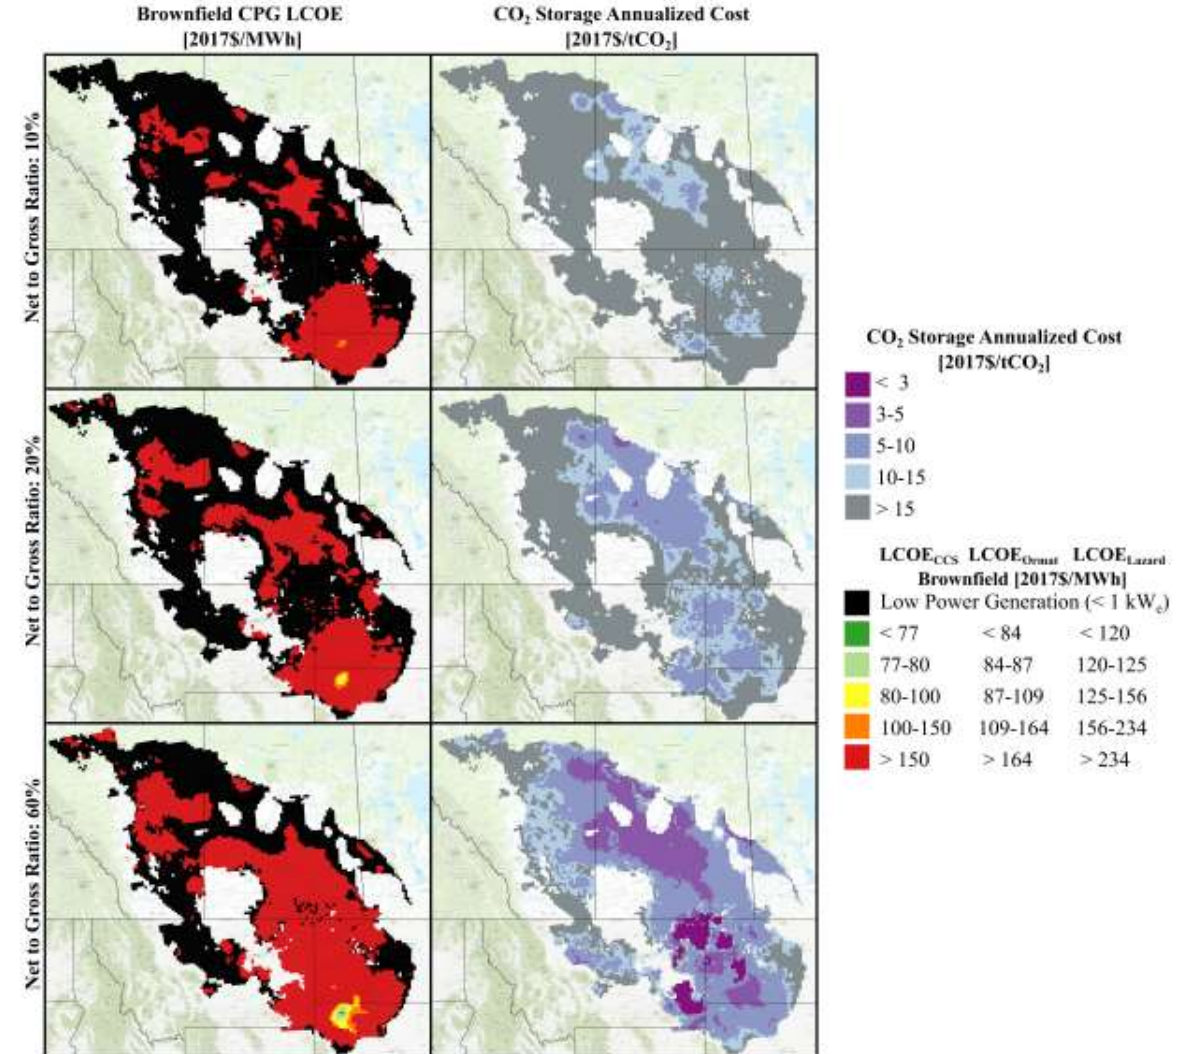 Brownfield CPG LCOE
[2017$/MWh]
CO₂ Storage Annualized Cost
[2017$/tCO₂]
Net to Gross Ratio: 10%
Net to Gross Ratio: 20%
Net to Gross Ratio: 60%
CO₂ Storage Annualized Cost
[2017$/tCO₂]
< 3
3-5
5-10
10-15
> 15
LCOE_CCS LCOE_Ormat LCOE_Lazard
Brownfield [2017$/MWh]
Low Power Generation (< 1 kWₑ)
< 77 < 84 < 120
77-80 84-87 120-125
80-100 87-109 125-156
100-150 109-164 156-234
> 150 > 164 > 234